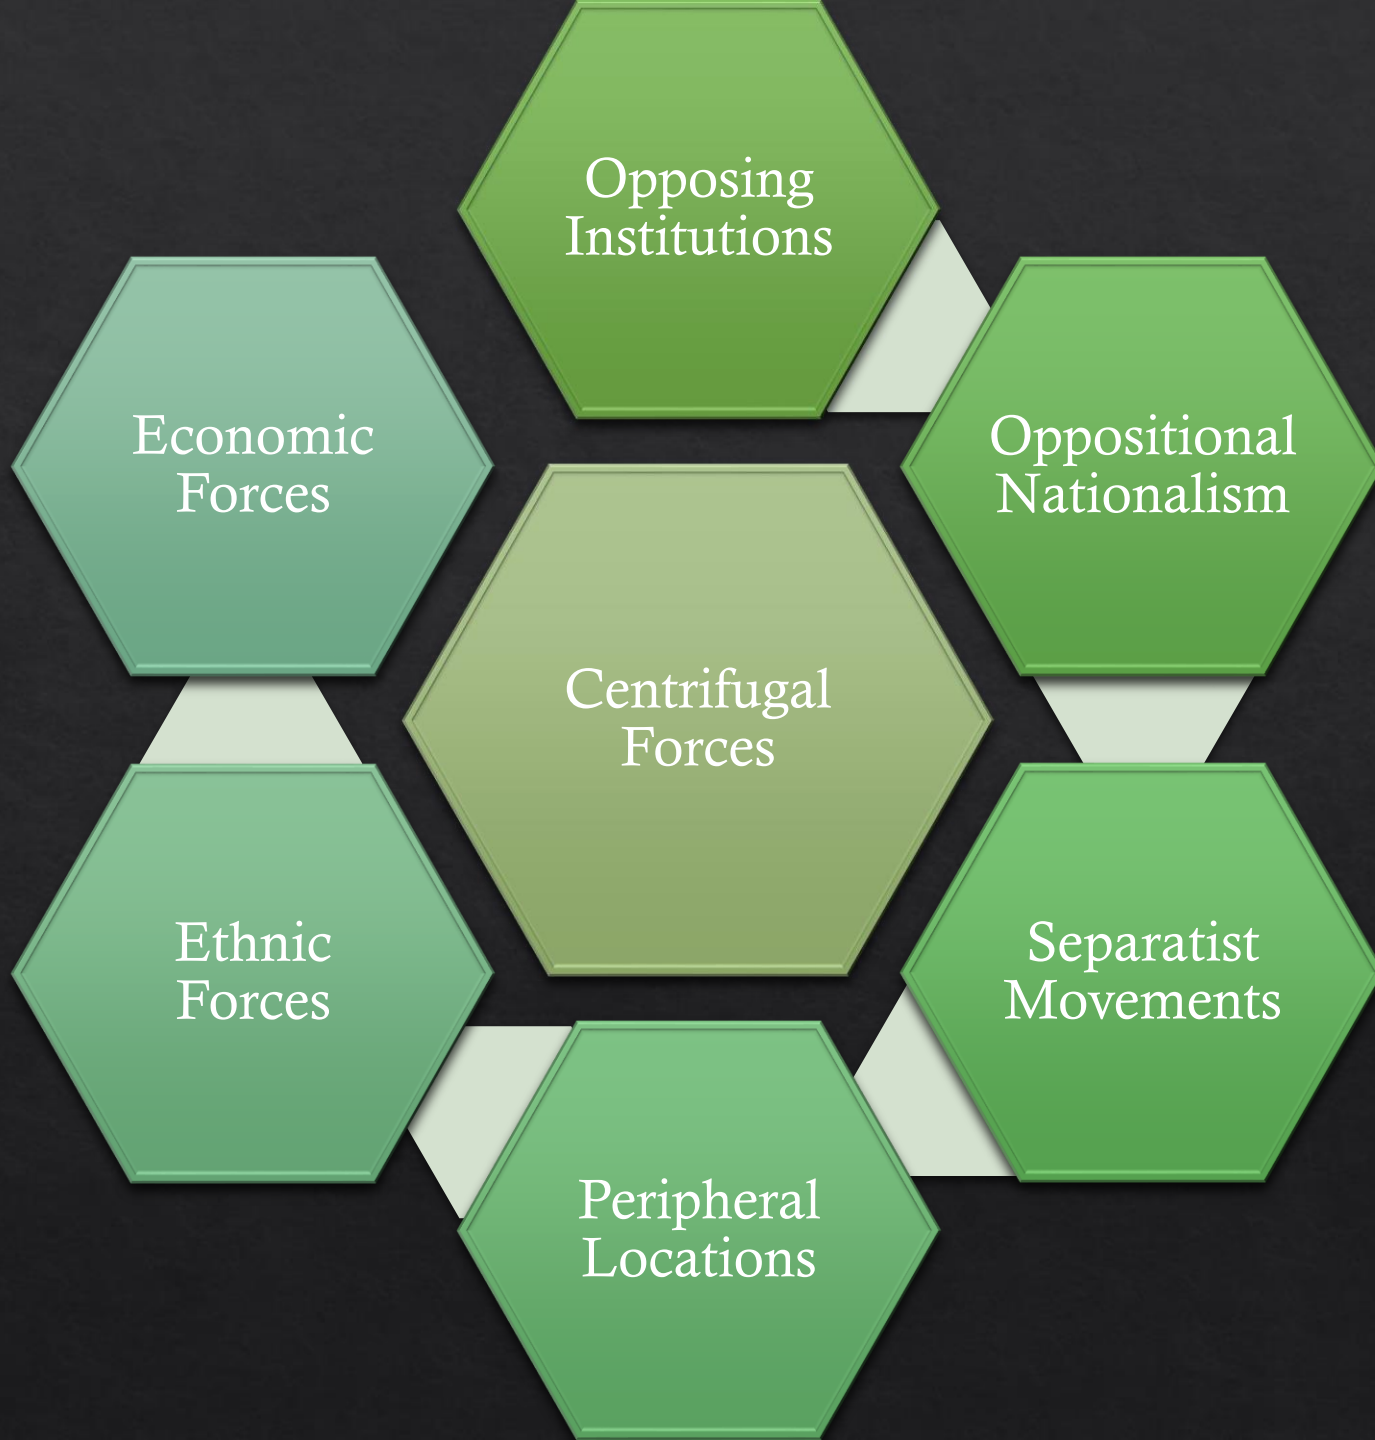 Opposing
Institutions
Economic
Forces
Oppositional
Nationalism
Centrifugal
Forces
Ethnic
Forces
Separatist
Movements
Peripheral
Locations